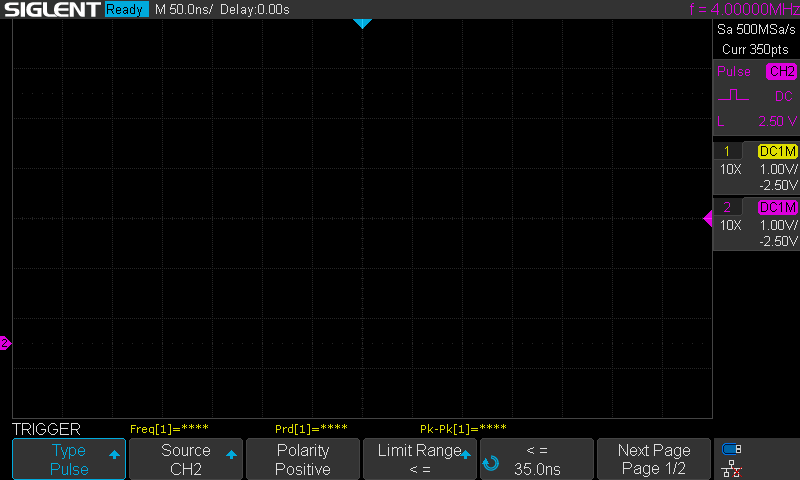 SIGLENT Ready M 50.0ns/ Delay:0.00s f = 4.00000MHz
Sa 500MSa/s
Curr 350pts
Pulse CH2
DC
L 2.50 V
1 DC1M
10X 1.00V/
-2.50V
2 DC1M
10X 1.00V/
-2.50V
2
TRIGGER Freq[1]=**** Prd[1]=**** Pk-Pk[1]=****
Type Source Polarity Limit Range < = Next Page
Pulse CH2 Positive < = 35.0ns Page 1/2